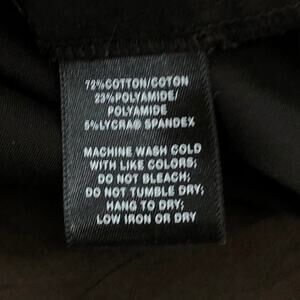 72%COTTON/COTON
23%POLYAMIDE/
POLYAMIDE
5%LYCRA® SPANDEX
MACHINE WASH COLD
WITH LIKE COLORS;
DO NOT BLEACH;
DO NOT TUMBLE DRY;
HANG TO DRY;
LOW IRON OR DRY